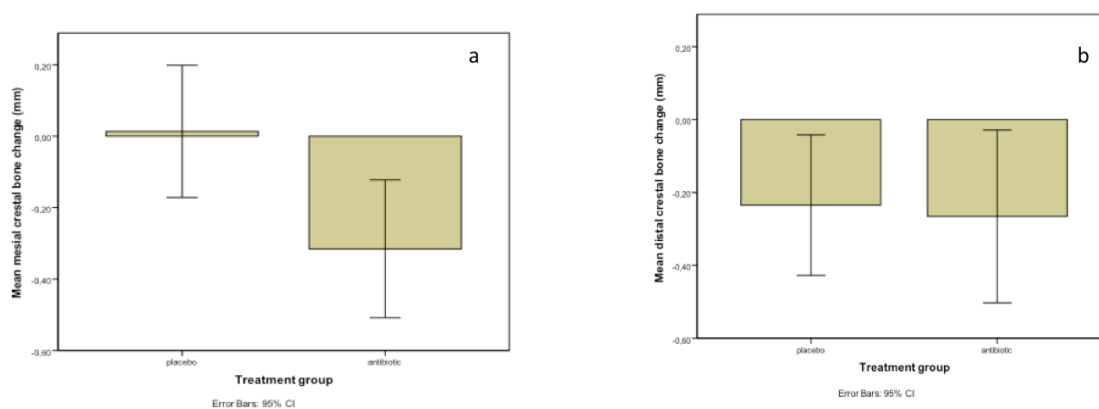 a
Mean mesial crestal bone change (mm)
0,20
0,00
-0,20
-0,40
-0,60
placebo antibiotic
Treatment group
Error Bars: 95% CI
b
Mean distal crestal bone change (mm)
0,20
0,00
-0,20
-0,40
-0,60
placebo antibiotic
Treatment group
Error Bars: 95% CI